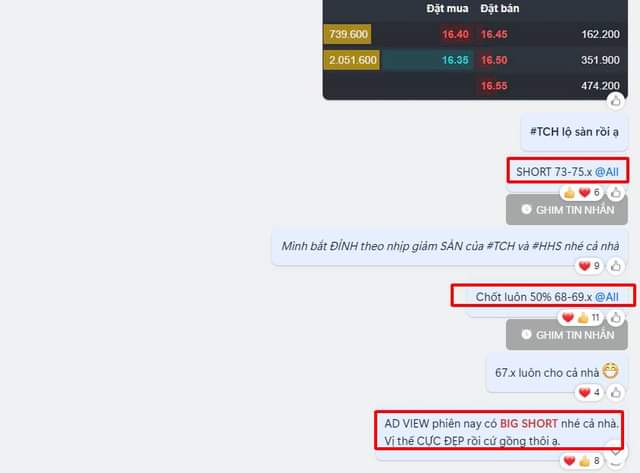 Đặt mua Đặt bán
739.600 16.40 16.45 162.200
2.051.600 16.35 16.50 351.900
16.55 474.200
#TCH lộ sàn rồi ạ
SHORT 73-75.x @All
6
GHIM TIN NHẮN
Mình bắt ĐỈNH theo nhịp giảm SÀN của #TCH và #HHS nhé cả nhà
9
Chốt luôn 50% 68-69.x @All
11
GHIM TIN NHẮN
67.x luôn cho cả nhà
4
AD VIEW phiên nay có BIG SHORT nhé cả nhà.
Vị thế CỰC ĐẸP rồi cứ gồng thôi ạ.
8